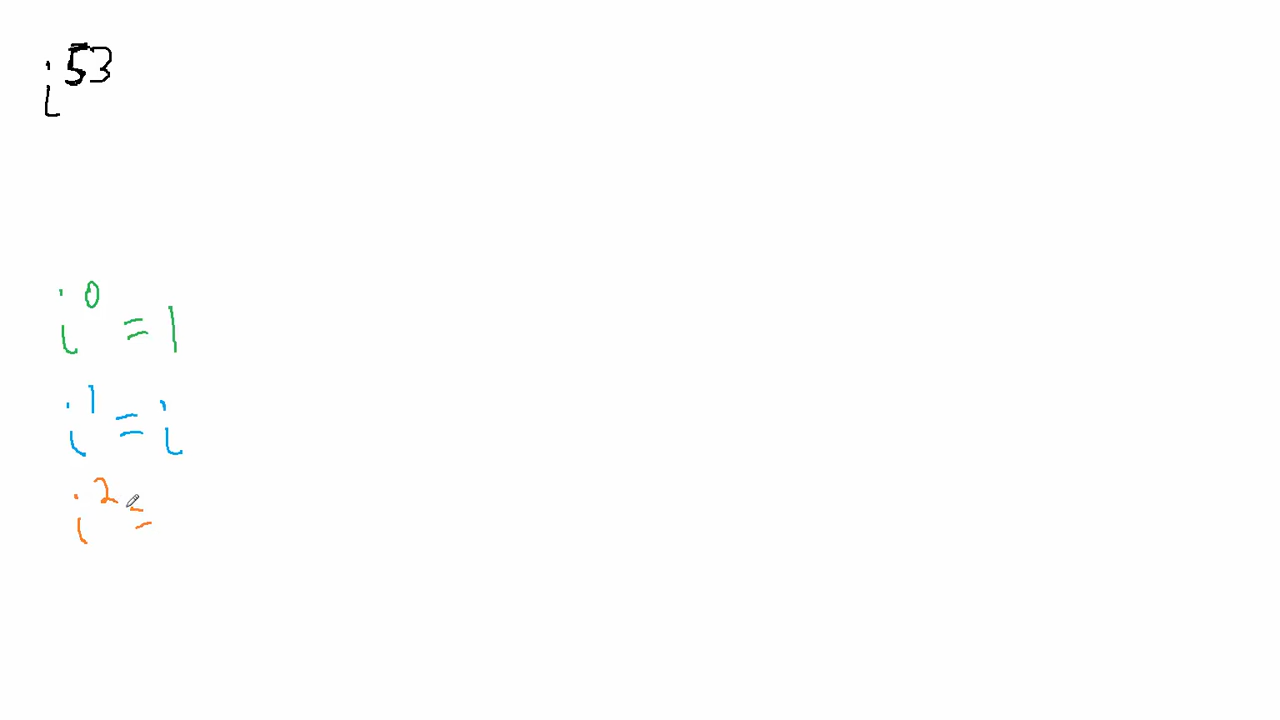 i^53
i^0 = 1
i^1 = i
i^2 =